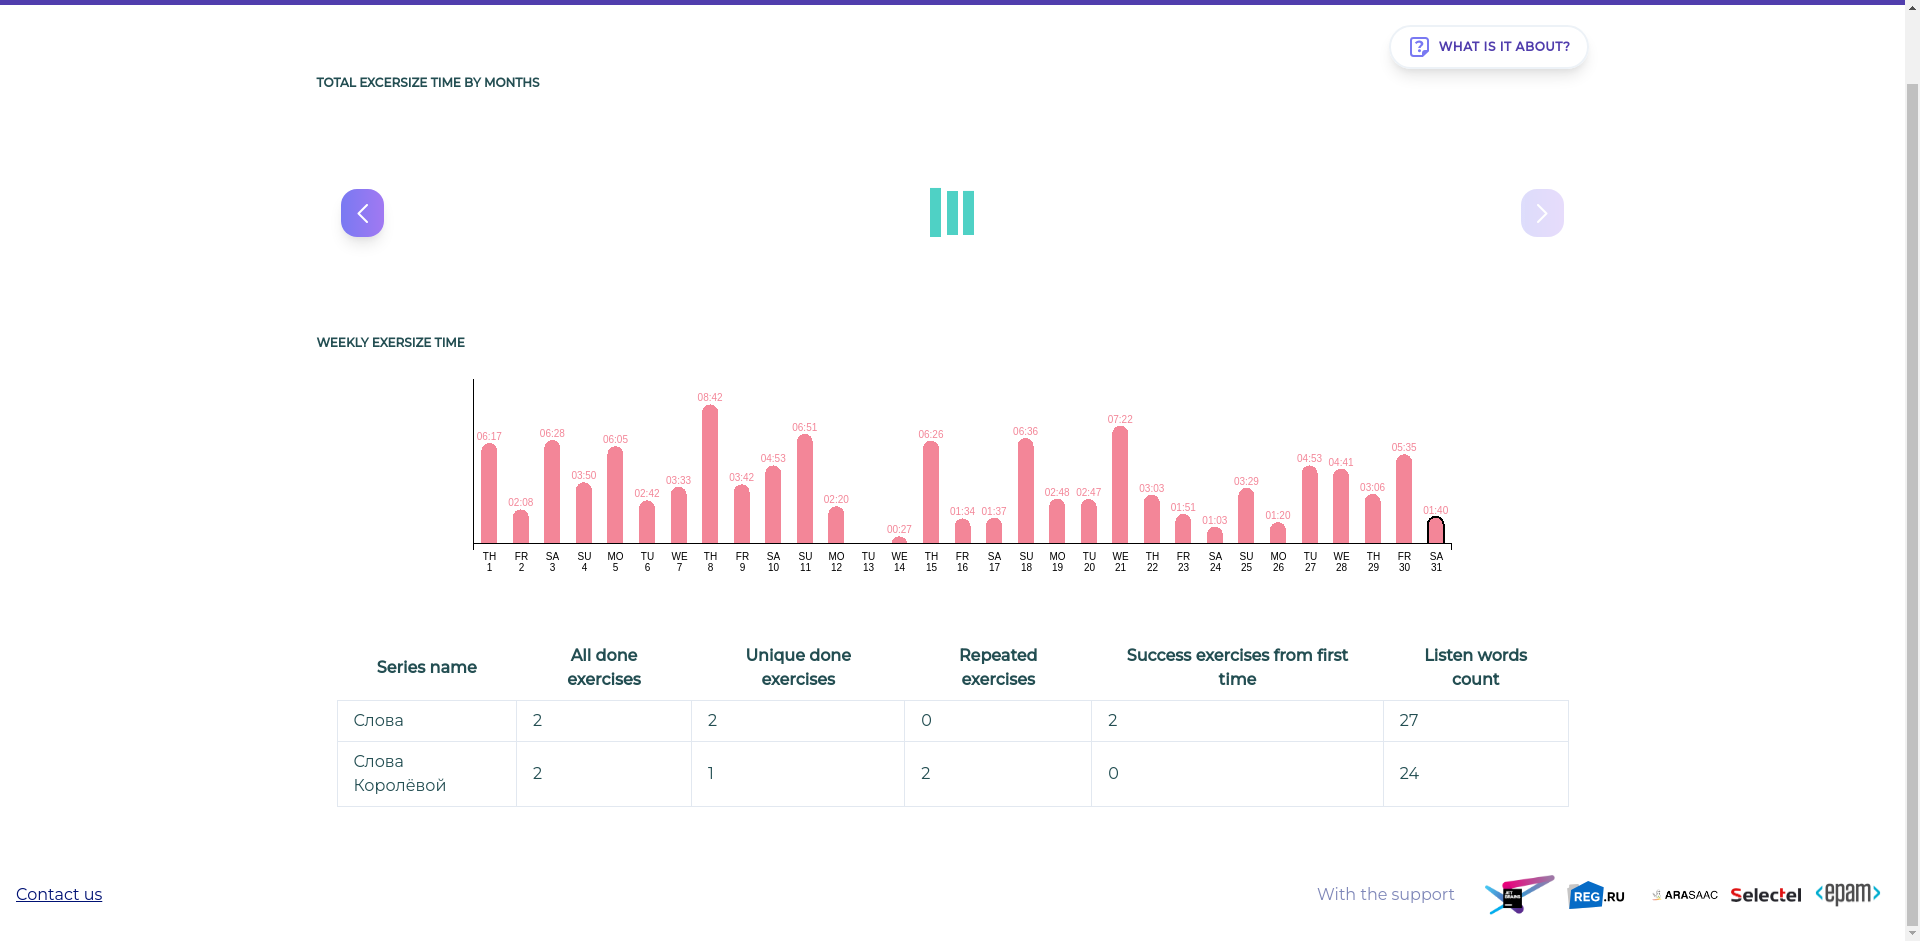 WHAT IS IT ABOUT?
TOTAL EXCERSIZE TIME BY MONTHS
WEEKLY EXERSIZE TIME
06:17 02:08 06:28 03:50 06:05 02:42 03:33 08:42 03:42 04:53 06:51 02:20 00:27 06:26 01:34 01:37 06:36 02:48 02:47 07:22 03:03 01:51 01:03 03:29 01:20 04:53 04:41 03:06 05:35 01:40
TH FR SA SU MO TU WE TH FR SA SU MO TU WE TH FR SA SU MO TU WE TH FR SA SU MO TU WE TH FR SA
1 2 3 4 5 6 7 8 9 10 11 12 13 14 15 16 17 18 19 20 21 22 23 24 25 26 27 28 29 30 31
Series name All done exercises Unique done exercises Repeated exercises Success exercises from first time Listen words count
Слова 2 2 0 2 27
Слова Королёвой 2 1 2 0 24
Contact us With the support REG.RU ARASAAC Selectel <epam>